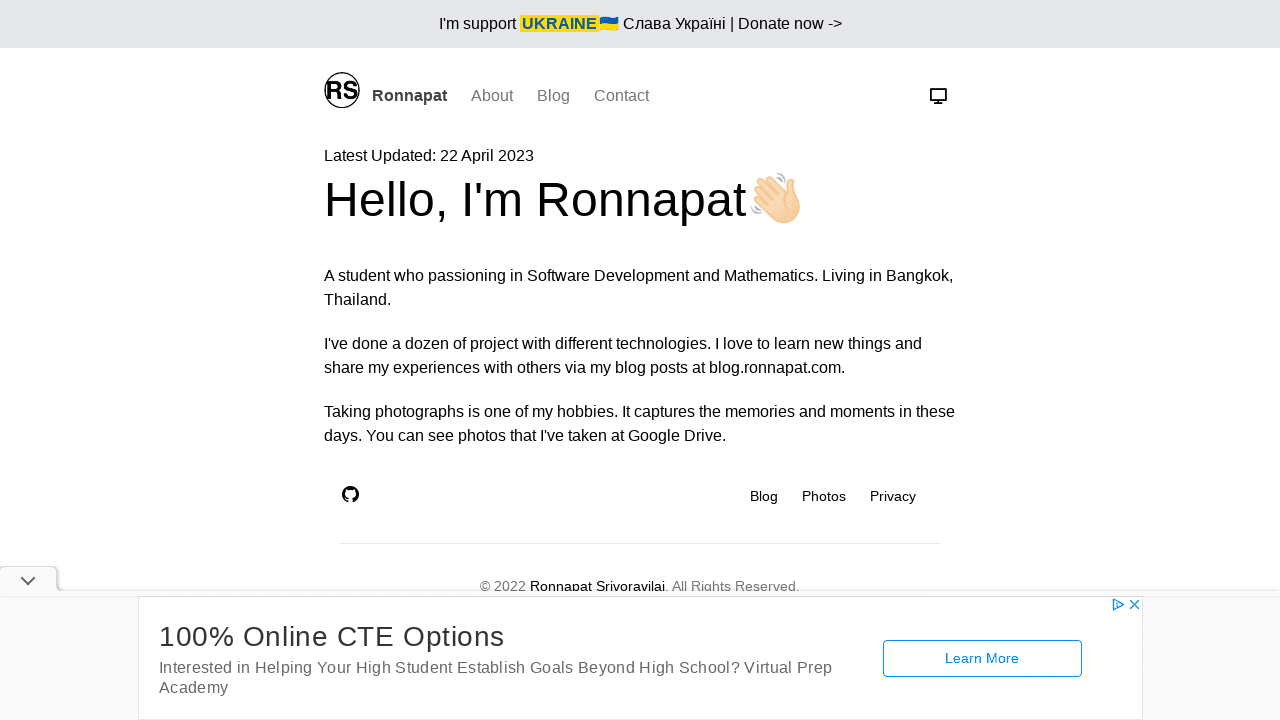 I'm support UKRAINE🇺🇦 Слава Україні | Donate now ->
RS Ronnapat About Blog Contact
Latest Updated: 22 April 2023
Hello, I'm Ronnapat👋🏻
A student who passioning in Software Development and Mathematics. Living in Bangkok,
Thailand.
I've done a dozen of project with different technologies. I love to learn new things and
share my experiences with others via my blog posts at blog.ronnapat.com.
Taking photographs is one of my hobbies. It captures the memories and moments in these
days. You can see photos that I've taken at Google Drive.
Blog Photos Privacy
© 2022 Ronnapat Srivoravilai. All Rights Reserved.
100% Online CTE Options
Interested in Helping Your High Student Establish Goals Beyond High School? Virtual Prep
Academy
Learn More